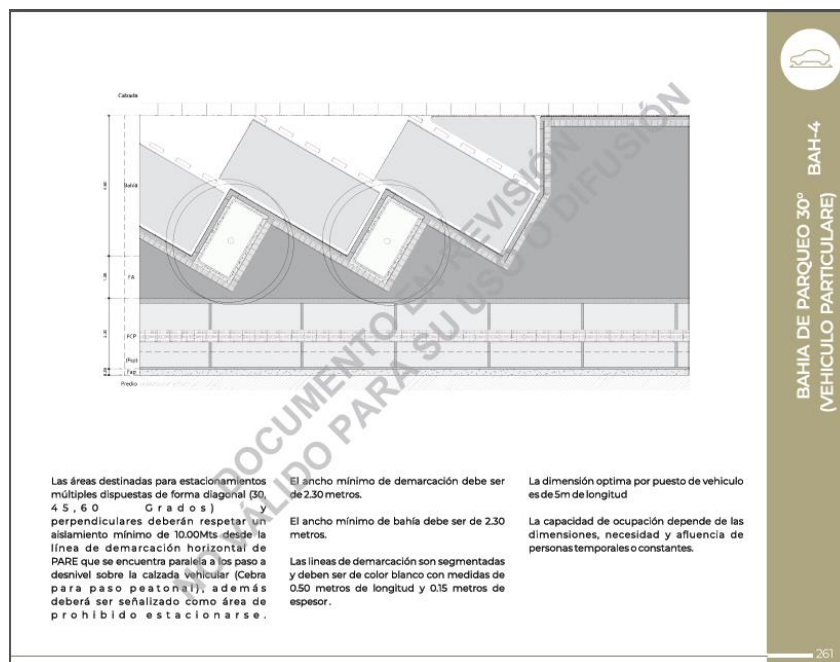 Calzada
Bahía
FA
FCP
Predio
DOCUMENTO EN REVISIÓN
NO VÁLIDO PARA SU USO O DIFUSIÓN
BAHIA DE PARQUEO 30º BAH-4
(VEHICULO PARTICULARE)
Las áreas destinadas para estacionamientos
múltiples dispuestas de forma diagonal (30,
45,60 Grados) y
perpendiculares deberán respetar un
aislamiento mínimo de 10.00Mts desde la
línea de demarcación horizontal de
PARE que se encuentra paralela a los paso a
desnivel sobre la calzada vehicular (Cebra
para paso peatonal), además
deberá ser señalizado como área de
prohibido estacionarse.
El ancho mínimo de demarcación debe ser
de 2.30 metros.
El ancho mínimo de bahía debe ser de 2.30
metros.
Las lineas de demarcación son segmentadas
y deben ser de color blanco con medidas de
0.50 metros de longitud y 0.15 metros de
espesor.
La dimensión optima por puesto de vehiculo
es de 5m de longitud
La capacidad de ocupación depende de las
dimensiones, necesidad y afluencia de
personas temporales o constantes.
261